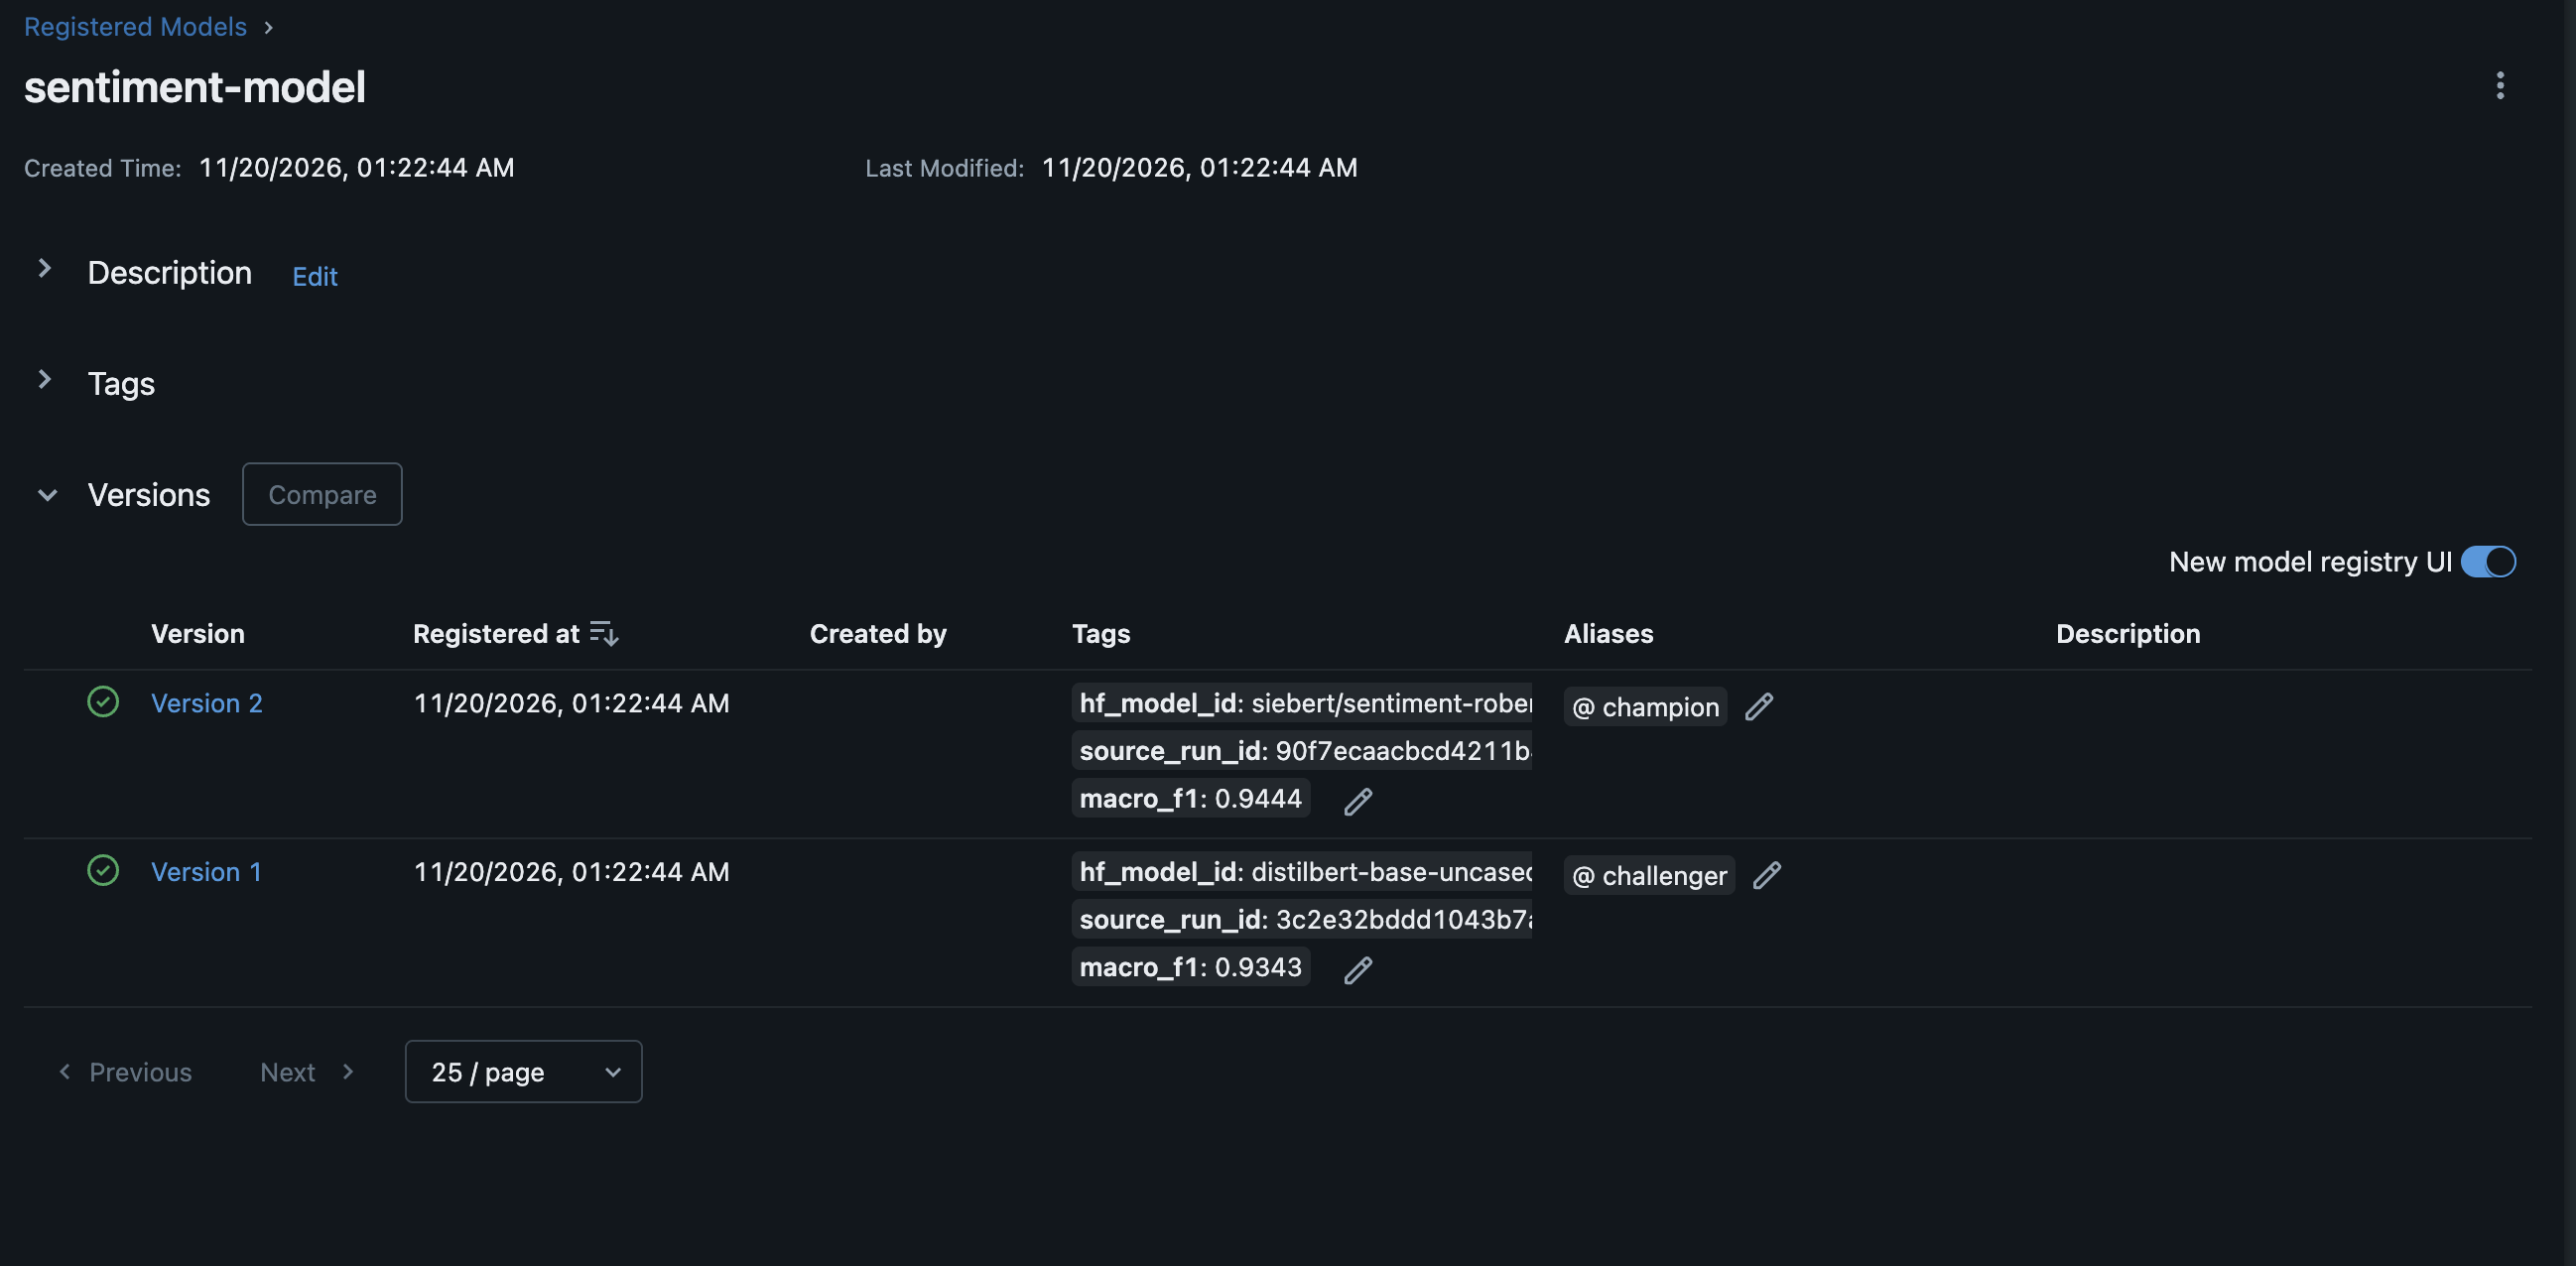 Registered Models
sentiment-model
Created Time: 11/20/2026, 01:22:44 AM Last Modified: 11/20/2026, 01:22:44 AM
Description Edit
Tags
Versions Compare
New model registry UI
Version Registered at Created by Tags Aliases Description
Version 2 11/20/2026, 01:22:44 AM hf_model_id: siebert/sentiment-rober @ champion
source_run_id: 90f7ecaacbcd4211b
macro_f1: 0.9444
Version 1 11/20/2026, 01:22:44 AM hf_model_id: distilbert-base-uncased @ challenger
source_run_id: 3c2e32bddd1043b7a
macro_f1: 0.9343
Previous Next 25 / page